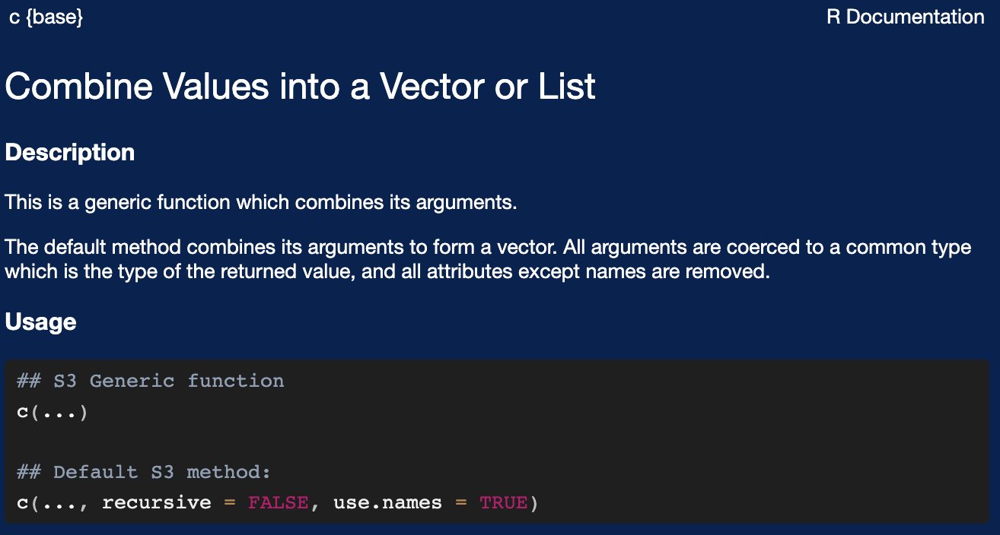 c {base}
R Documentation
Combine Values into a Vector or List
Description
This is a generic function which combines its arguments.
The default method combines its arguments to form a vector. All arguments are coerced to a common type
which is the type of the returned value, and all attributes except names are removed.
Usage
## S3 Generic function
c(...)
## Default S3 method:
c(..., recursive = FALSE, use.names = TRUE)